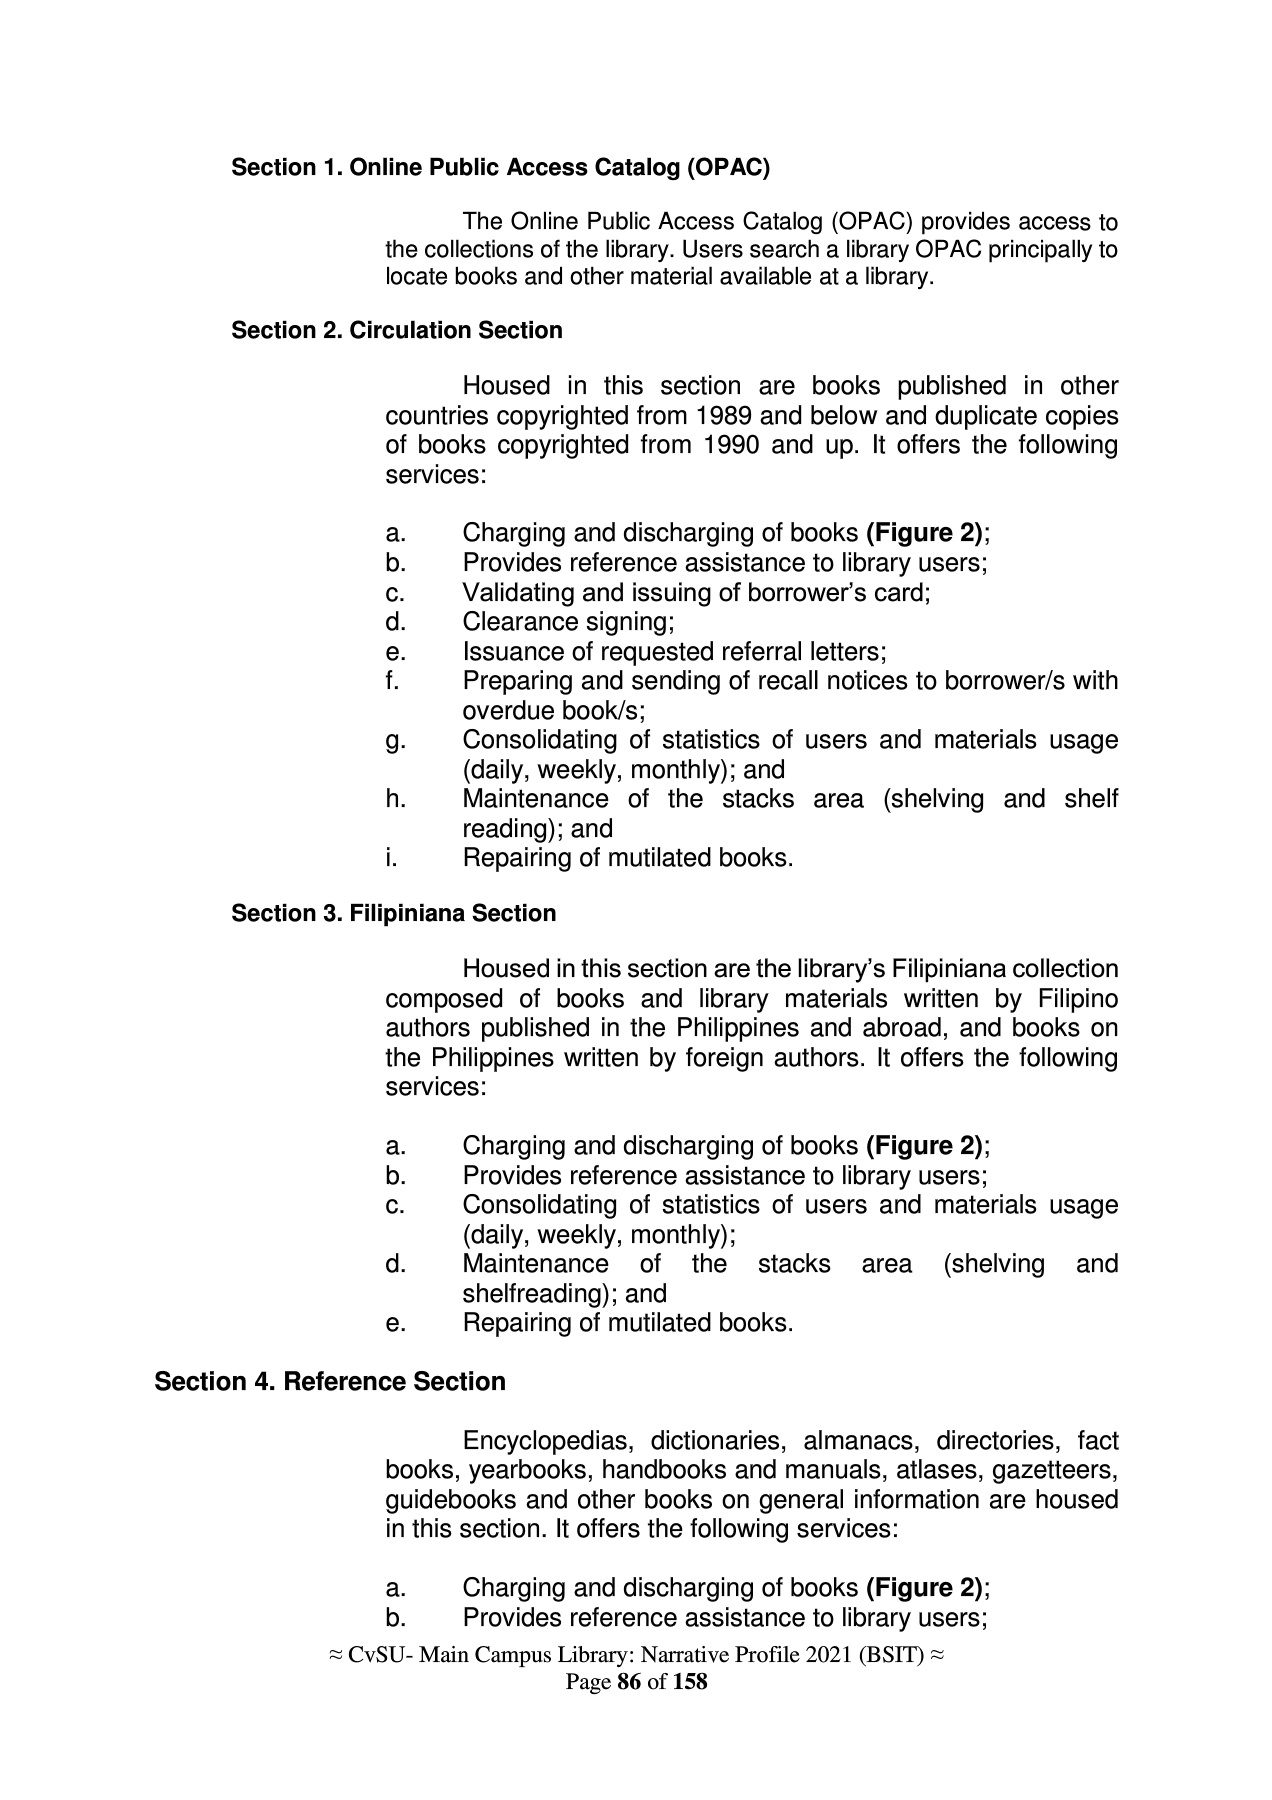 Section 1. Online Public Access Catalog (OPAC)
The Online Public Access Catalog (OPAC) provides access to
the collections of the library. Users search a library OPAC principally to
locate books and other material available at a library.
Section 2. Circulation Section
Housed in this section are books published in other
countries copyrighted from 1989 and below and duplicate copies
of books copyrighted from 1990 and up. It offers the following
services:
a. Charging and discharging of books (Figure 2);
b. Provides reference assistance to library users;
c. Validating and issuing of borrower’s card;
d. Clearance signing;
e. Issuance of requested referral letters;
f. Preparing and sending of recall notices to borrower/s with
overdue book/s;
g. Consolidating of statistics of users and materials usage
(daily, weekly, monthly); and
h. Maintenance of the stacks area (shelving and shelf
reading); and
i. Repairing of mutilated books.
Section 3. Filipiniana Section
Housed in this section are the library’s Filipiniana collection
composed of books and library materials written by Filipino
authors published in the Philippines and abroad, and books on
the Philippines written by foreign authors. It offers the following
services:
a. Charging and discharging of books (Figure 2);
b. Provides reference assistance to library users;
c. Consolidating of statistics of users and materials usage
(daily, weekly, monthly);
d. Maintenance of the stacks area (shelving and
shelfreading); and
e. Repairing of mutilated books.
Section 4. Reference Section
Encyclopedias, dictionaries, almanacs, directories, fact
books, yearbooks, handbooks and manuals, atlases, gazetteers,
guidebooks and other books on general information are housed
in this section. It offers the following services:
a. Charging and discharging of books (Figure 2);
b. Provides reference assistance to library users;
≈ CvSU- Main Campus Library: Narrative Profile 2021 (BSIT) ≈
Page 86 of 158